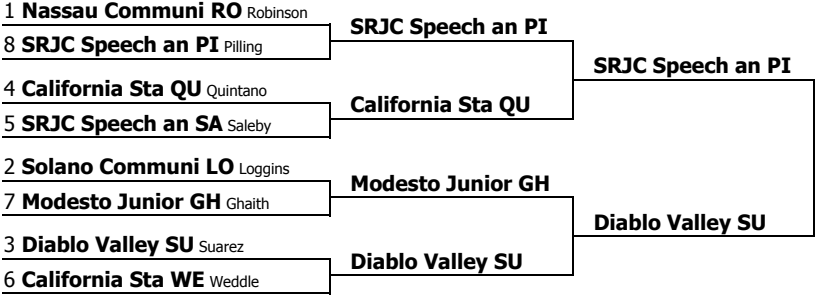 1 Nassau Communi RO Robinson
SRJC Speech an PI
8 SRJC Speech an PI Pilling
SRJC Speech an PI
4 California Sta QU Quintano
California Sta QU
5 SRJC Speech an SA Saleby
2 Solano Communi LO Loggins
Modesto Junior GH
7 Modesto Junior GH Ghaith
Diablo Valley SU
3 Diablo Valley SU Suarez
Diablo Valley SU
6 California Sta WE Weddle